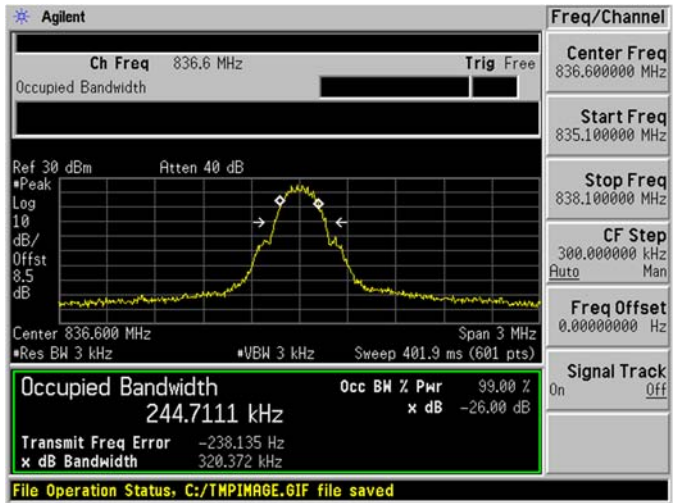 Agilent
Freq/Channel
Ch Freq 836.6 MHz Trig Free
Occupied Bandwidth
Center Freq
836.600000 MHz
Start Freq
835.100000 MHz
Stop Freq
838.100000 MHz
CF Step
300.000000 kHz
Auto Man
Freq Offset
0.00000000 Hz
Signal Track
On Off
Ref 30 dBm Atten 40 dB
Peak
Log
10
dB/
Offst
8.5
dB
Center 836.600 MHz Span 3 MHz
Res BW 3 kHz VBW 3 kHz Sweep 401.9 ms (601 pts)
Occupied Bandwidth Occ BW % Pwr 99.00 %
244.7111 kHz x dB -26.00 dB
Transmit Freq Error -238.135 Hz
x dB Bandwidth 320.372 kHz
File Operation Status, C:/TMPIMAGE.GIF file saved